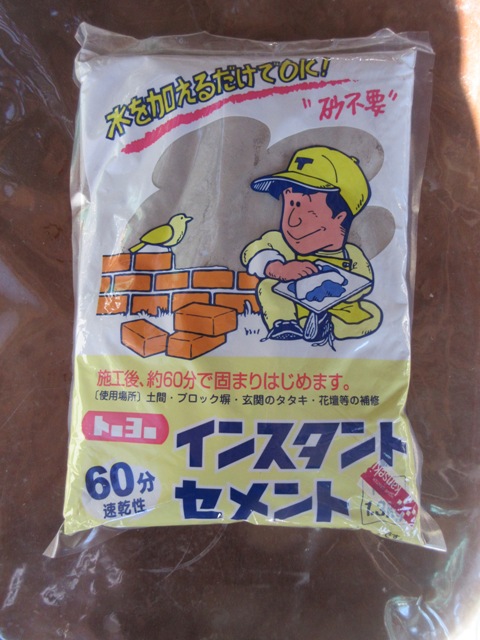 水を加えるだけでOK!
"砂不要"
T
施工後、約60分で固まりはじめます。
〔使用場所〕土間・ブロック塀・玄関のタタキ・花壇等の補修
トーヨー
インスタント
セメント
60分
速乾性
Kanseki